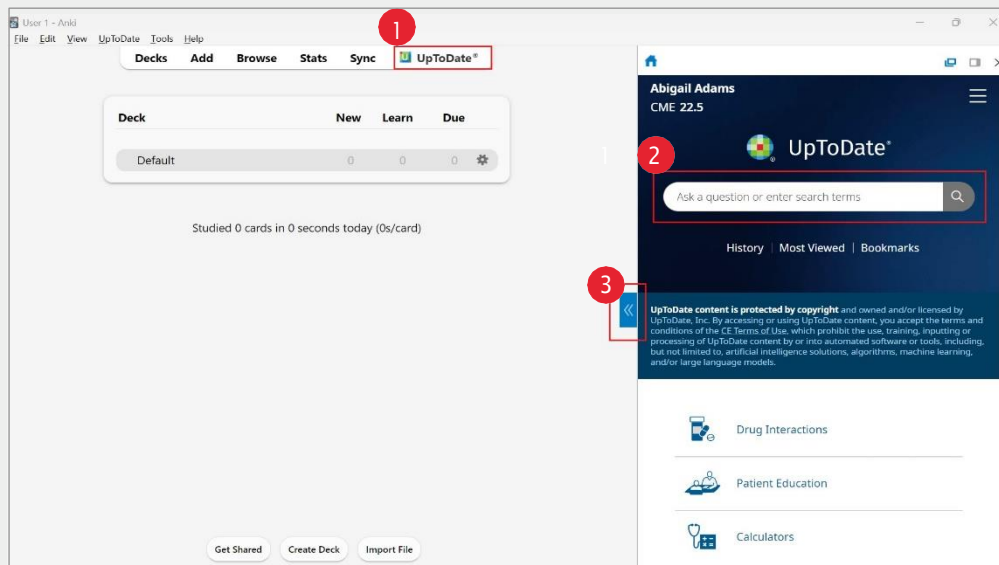 User 1 - Anki
File Edit View UpToDate Tools Help
1
Decks Add Browse Stats Sync UpToDate®
Deck New Learn Due
Default 0 0 0
Studied 0 cards in 0 seconds today (0s/card)
Get Shared Create Deck Import File
Abigail Adams
CME 22.5
UpToDate®
1
2
Ask a question or enter search terms
History | Most Viewed | Bookmarks
3
UpToDate content is protected by copyright and owned and/or licensed by
UpToDate, Inc. By accessing or using UpToDate content, you accept the terms and
conditions of the CE Terms of Use, which prohibit the use, training, inputting or
processing of UpToDate content by or into automated software or tools, including,
but not limited to, artificial intelligence solutions, algorithms, machine learning,
and/or large language models.
Drug Interactions
Patient Education
Calculators